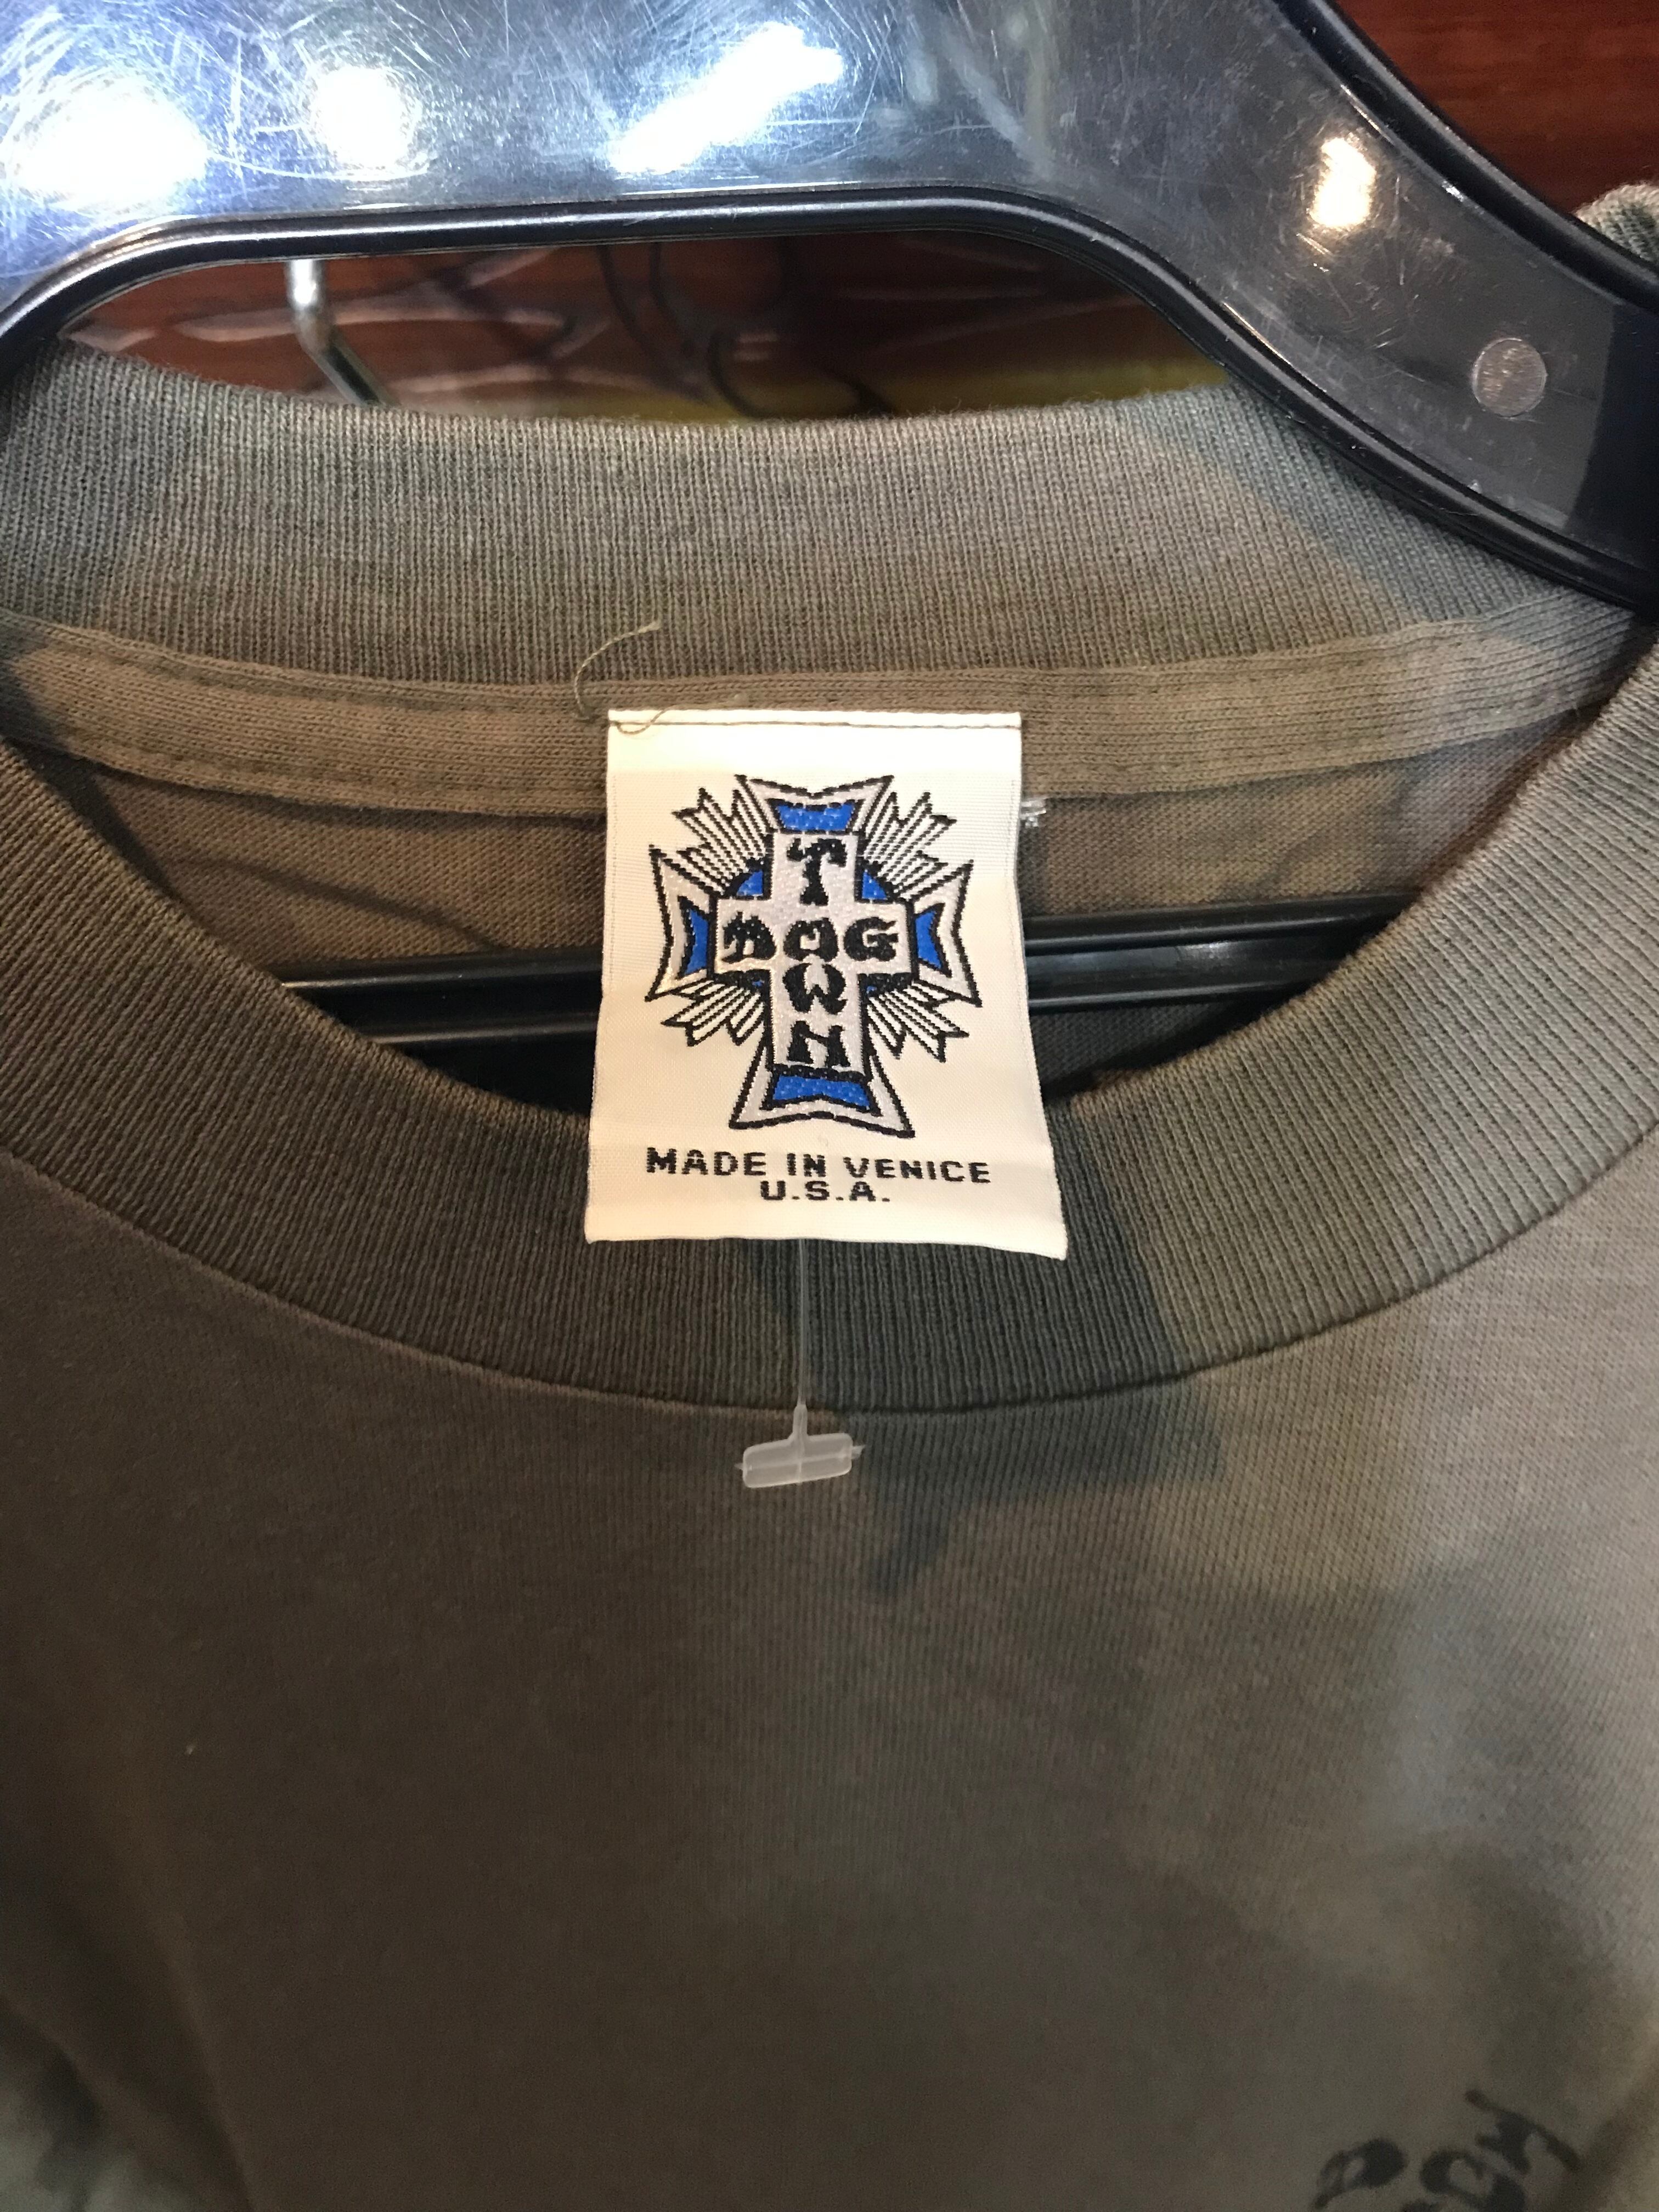 DOG
TOWN
MADE IN VENICE
U.S.A.